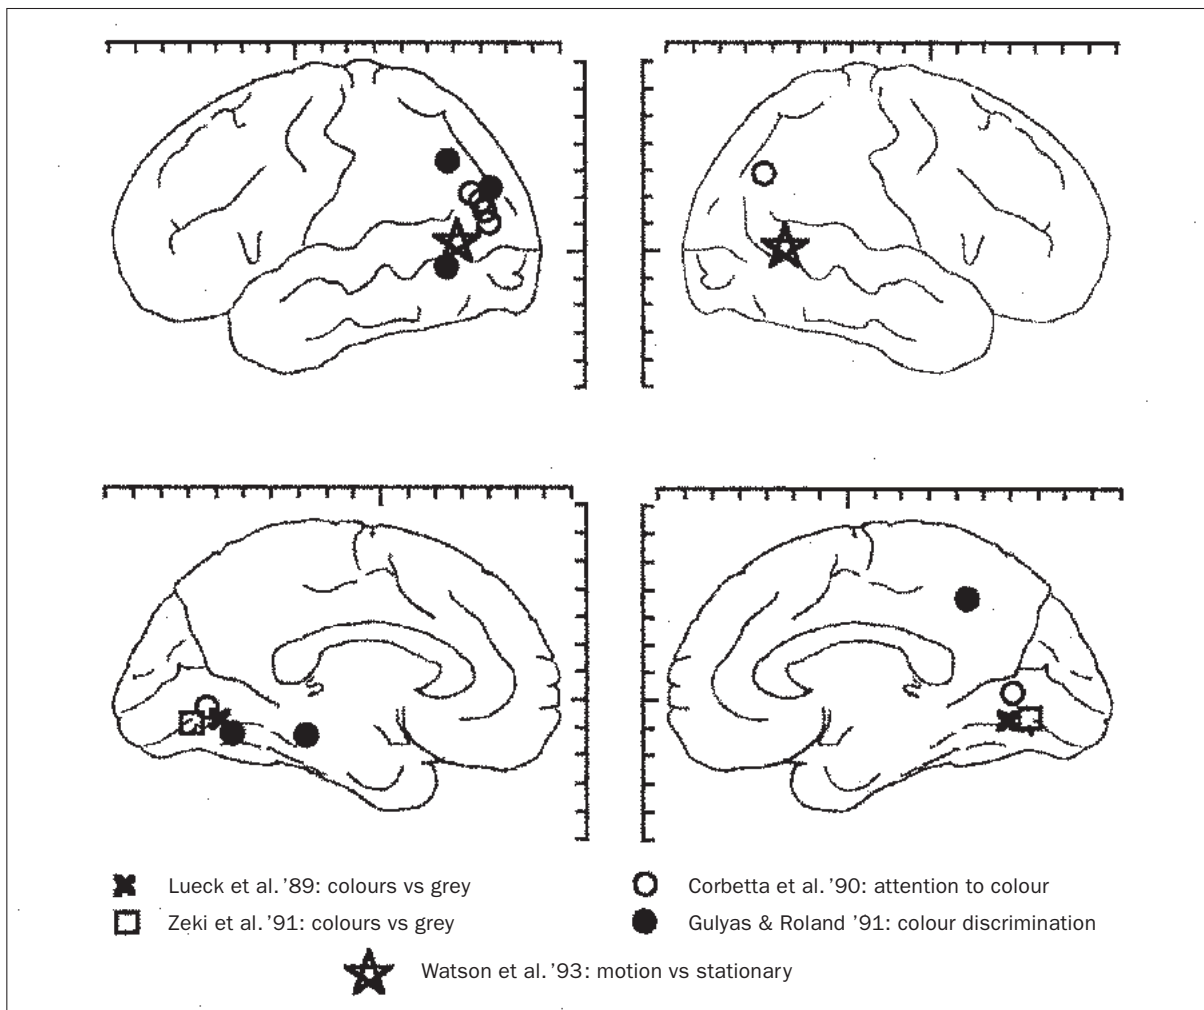 Lueck et al. ’89: colours vs grey
Corbetta et al. ’90: attention to colour
Zeki et al. ’91: colours vs grey
Gulyas & Roland ’91: colour discrimination
Watson et al. ’93: motion vs stationary